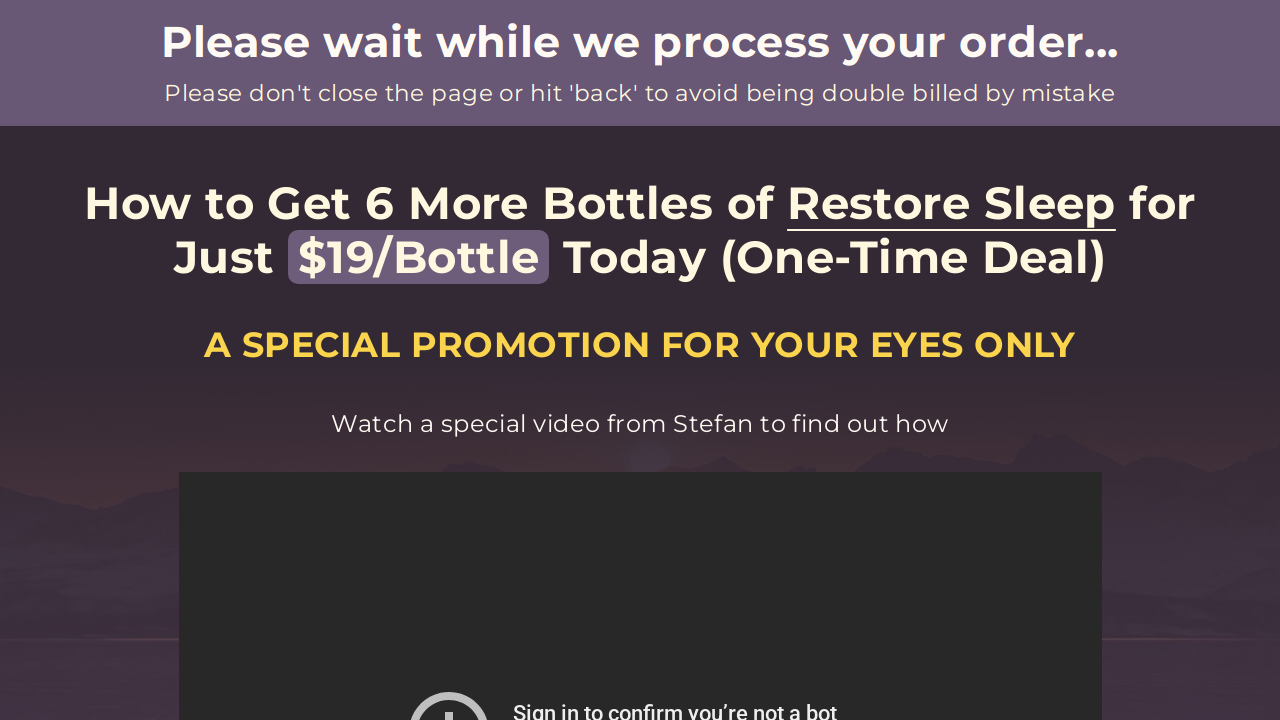 Please wait while we process your order...
Please don't close the page or hit 'back' to avoid being double billed by mistake
How to Get 6 More Bottles of Restore Sleep for
Just $19/Bottle Today (One-Time Deal)
A SPECIAL PROMOTION FOR YOUR EYES ONLY
Watch a special video from Stefan to find out how
Sign in to confirm you’re not a bot